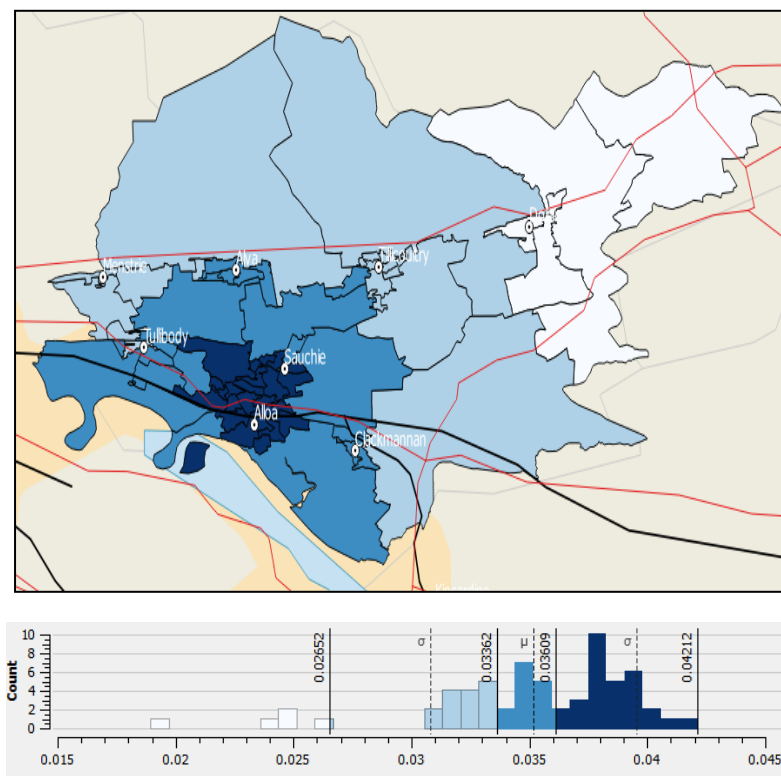 Menstrie
Alva
Tillicoultry
Tullibody
Sauchie
Alloa
Clackmannan
Count
10
8
6
4
2
0
0.02652
σ
0.03362
μ
0.03609
σ
0.04212
0.015
0.02
0.025
0.03
0.035
0.04
0.045